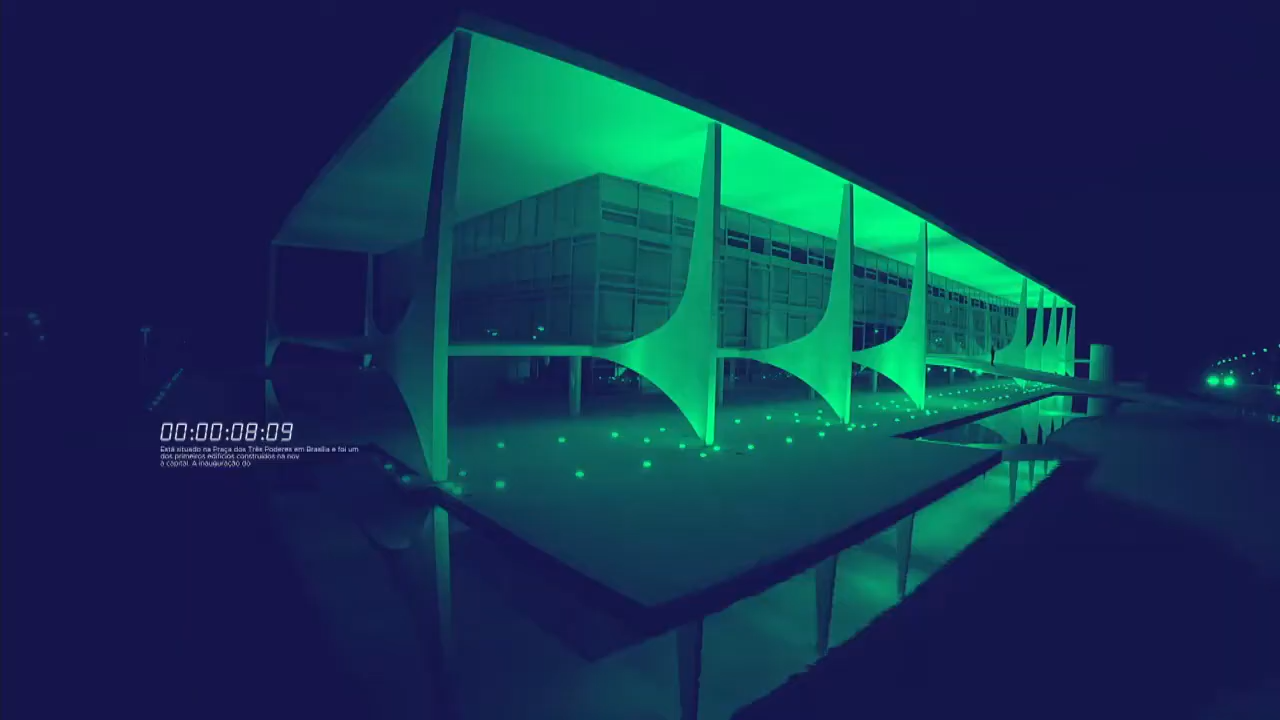 00:00:08:09
Está situado na Praça dos Três Poderes em Brasília e foi um
dos primeiros edifícios construídos na nov
a capital. A inauguração do